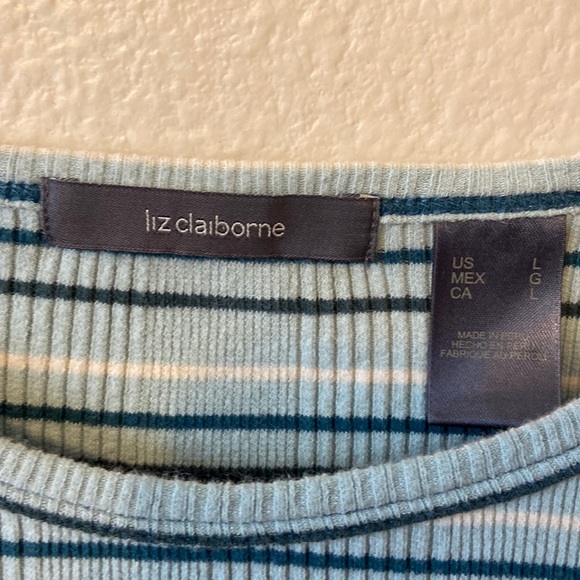 liz claiborne
US L
MEX G
CA L
MADE IN PERU
HECHO EN PERU
FABRIQUE AU PEROU